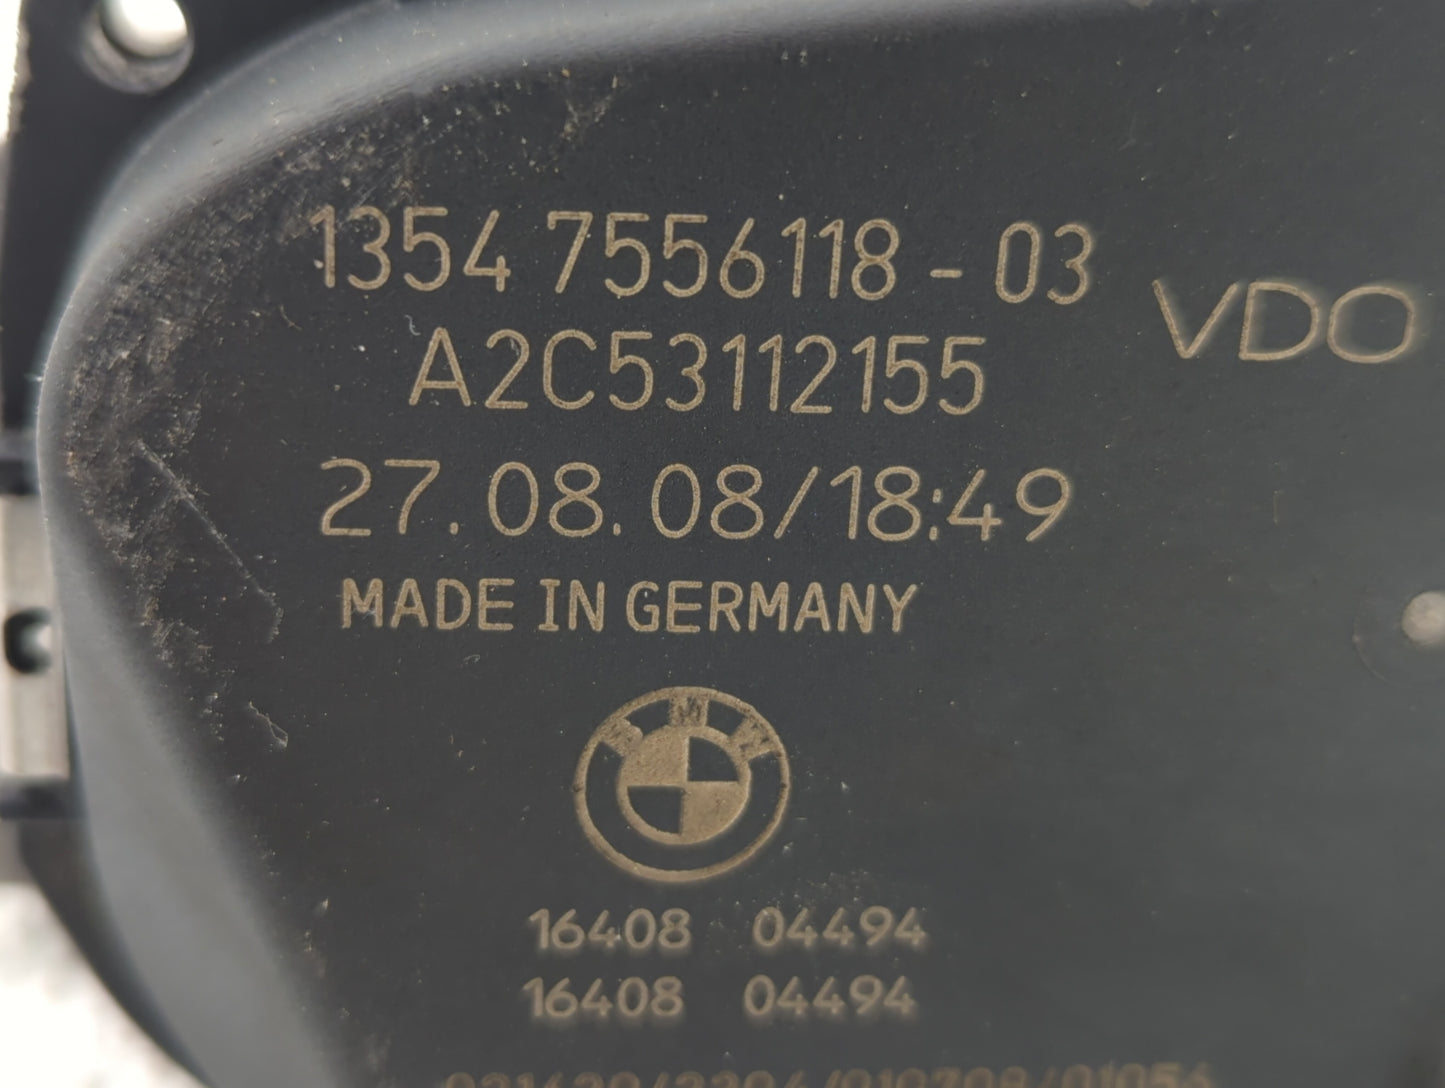 1354 7556118 - 03
VDO
A2C53112155
27.08.08/18:49
MADE IN GERMANY
BMW
16408 04494
16408 04494